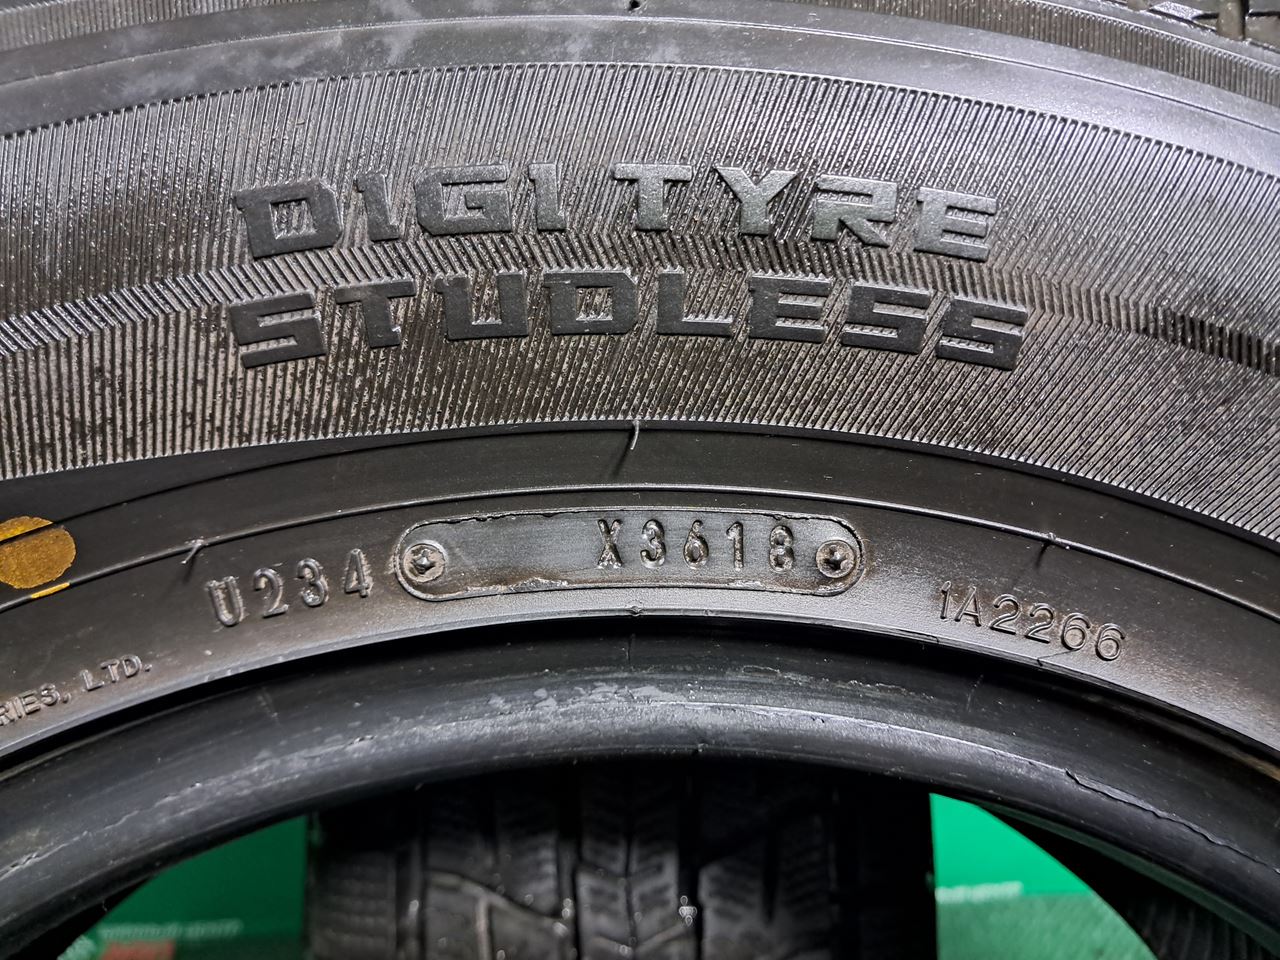 DIGI TYRE
STUDLESS
U234
X3618
1A2266
RIES, LTD.